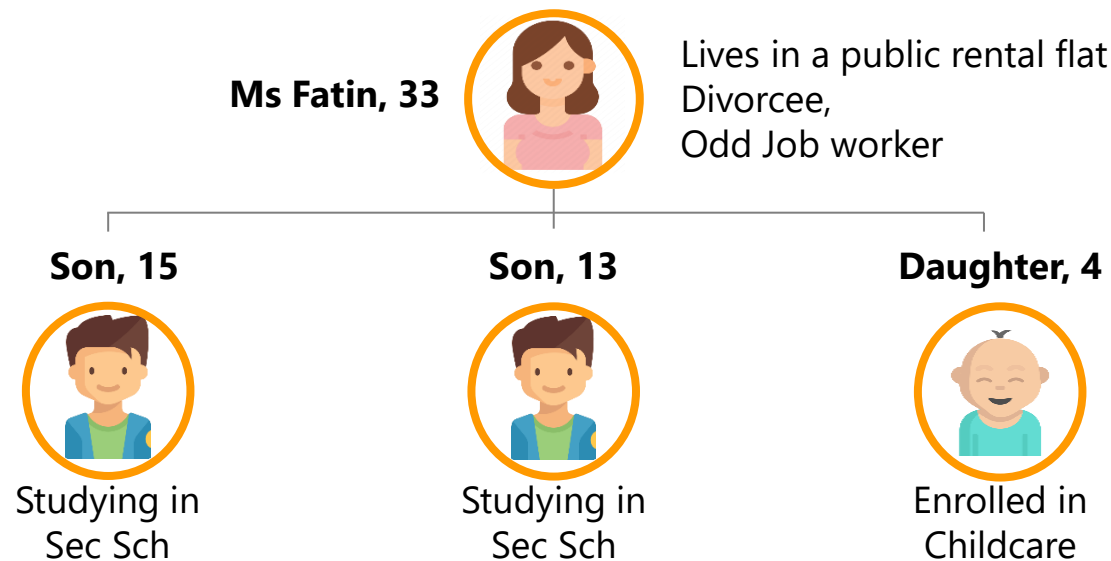 Ms Fatin, 33
Lives in a public rental flat
Divorcee,
Odd Job worker
Son, 15
Son, 13
Daughter, 4
Studying in
Sec Sch
Studying in
Sec Sch
Enrolled in
Childcare